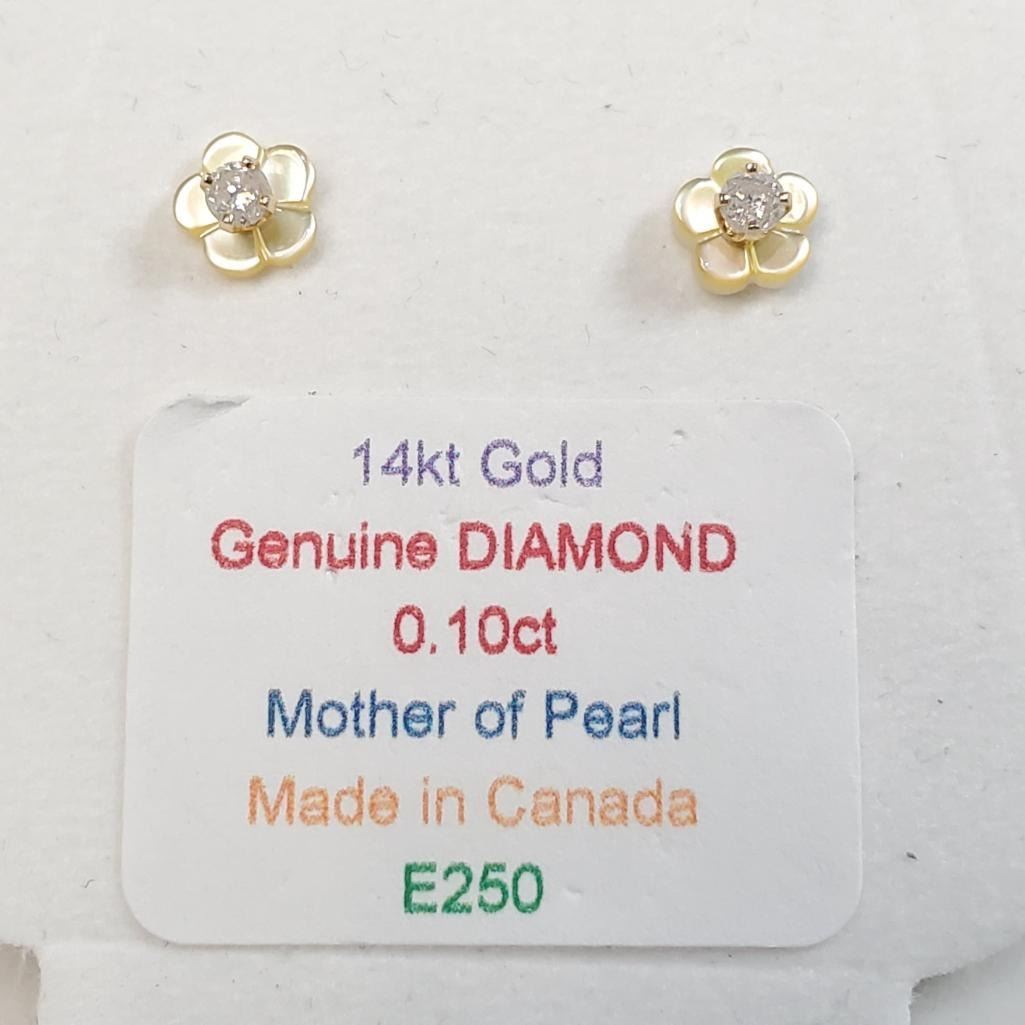 14kt Gold
Genuine DIAMOND
0.10ct
Mother of Pearl
Made in Canada
E250